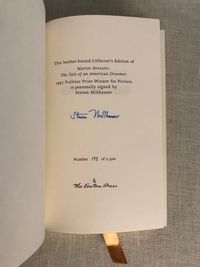 This leather-bound Collector's Edition of
Martin Dressler:
The Tale of an American Dreamer,
1997 Pulitzer Prize-Winner for Fiction,
is personally signed by
Steven Millhauser
Steven Millhauser
Number 193 of 1,300
The Easton Press